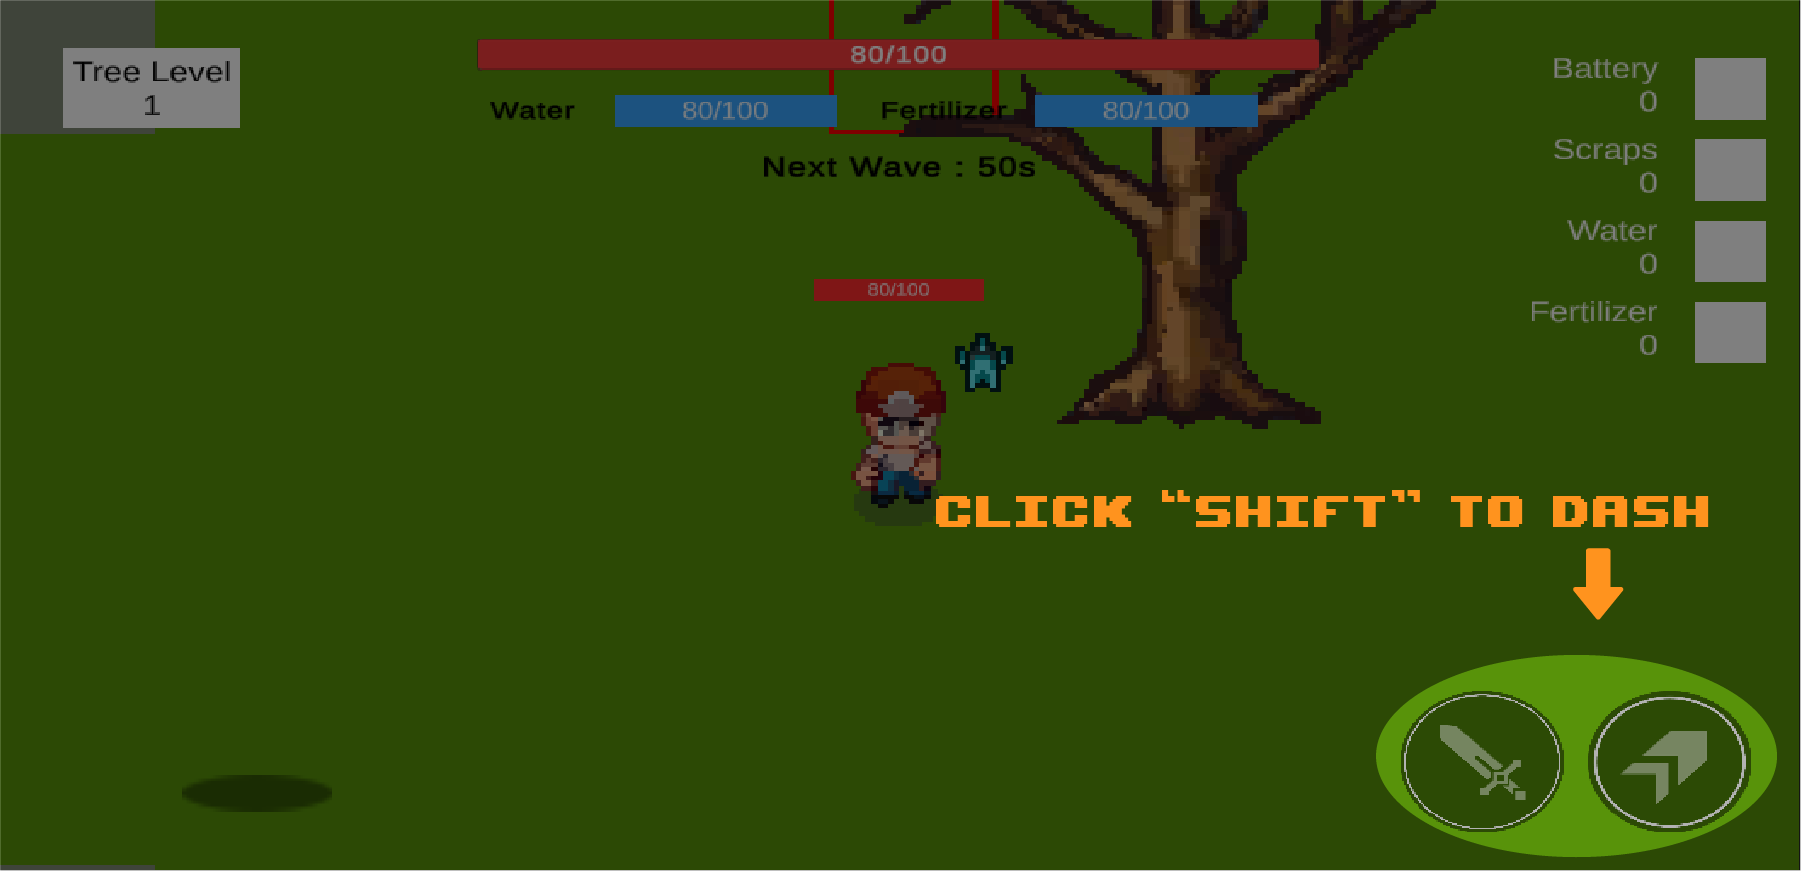 Tree Level
1
80/100
Water
80/100
Fertilizer
80/100
Next Wave : 50s
Battery
0
Scraps
0
Water
0
Fertilizer
0
80/100
CLICK “SHIFT” TO DASH